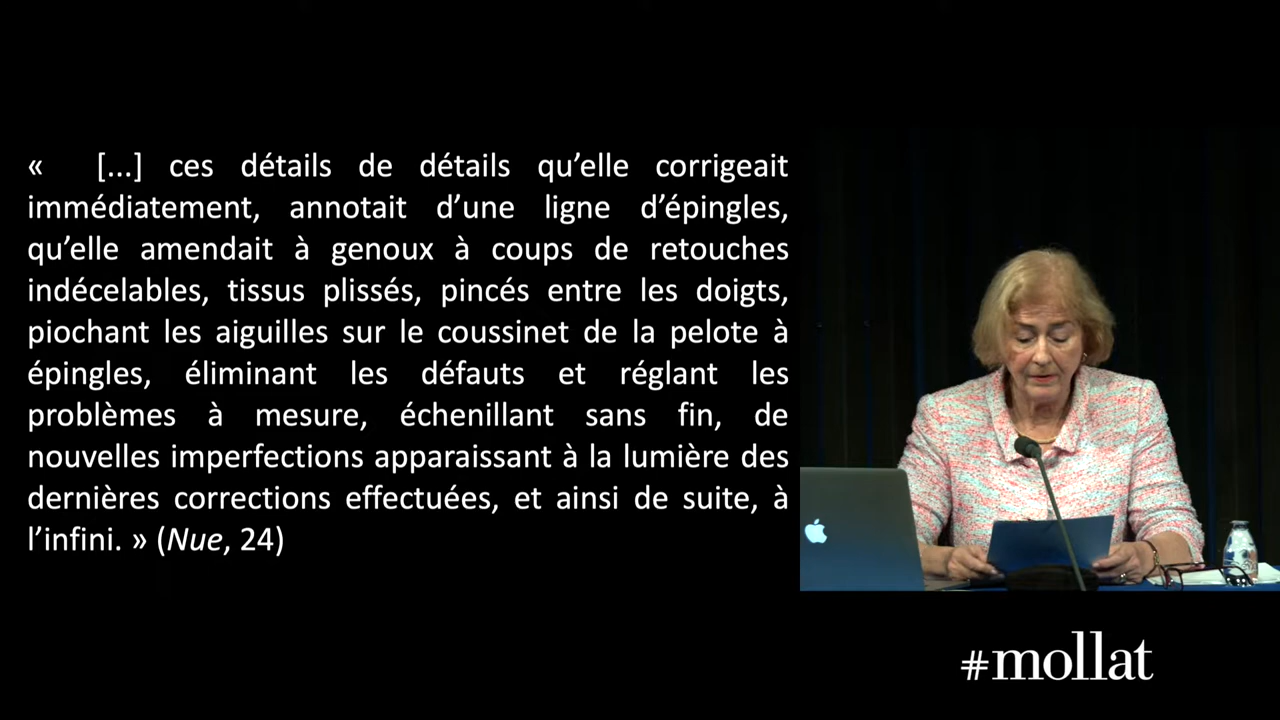 «   [...] ces détails de détails qu’elle corrigeait
immédiatement, annotait d’une ligne d’épingles,
qu’elle amendait à genoux à coups de retouches
indécelables, tissus plissés, pincés entre les doigts,
piochant les aiguilles sur le coussinet de la pelote à
épingles, éliminant les défauts et réglant les
problèmes à mesure, échenillant sans fin, de
nouvelles imperfections apparaissant à la lumière des
dernières corrections effectuées, et ainsi de suite, à
l’infini. » (Nue, 24)
#mollat